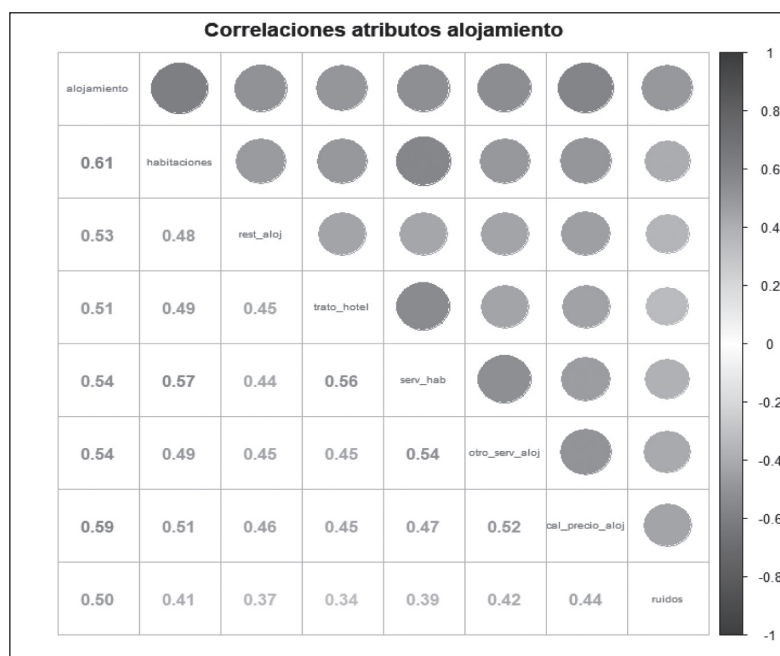 Correlaciones atributos alojamiento
alojamiento
0.61 habitaciones
0.53 0.48 rest_aloj
0.51 0.49 0.45 trato_hotel
0.54 0.57 0.44 0.56 serv_hab
0.54 0.49 0.45 0.45 0.54 otro_serv_aloj
0.59 0.51 0.46 0.45 0.47 0.52 cal_precio_aloj
0.50 0.41 0.37 0.34 0.39 0.42 0.44 ruidos
1
0.8
0.6
0.4
0.2
0
-0.2
-0.4
-0.6
-0.8
-1